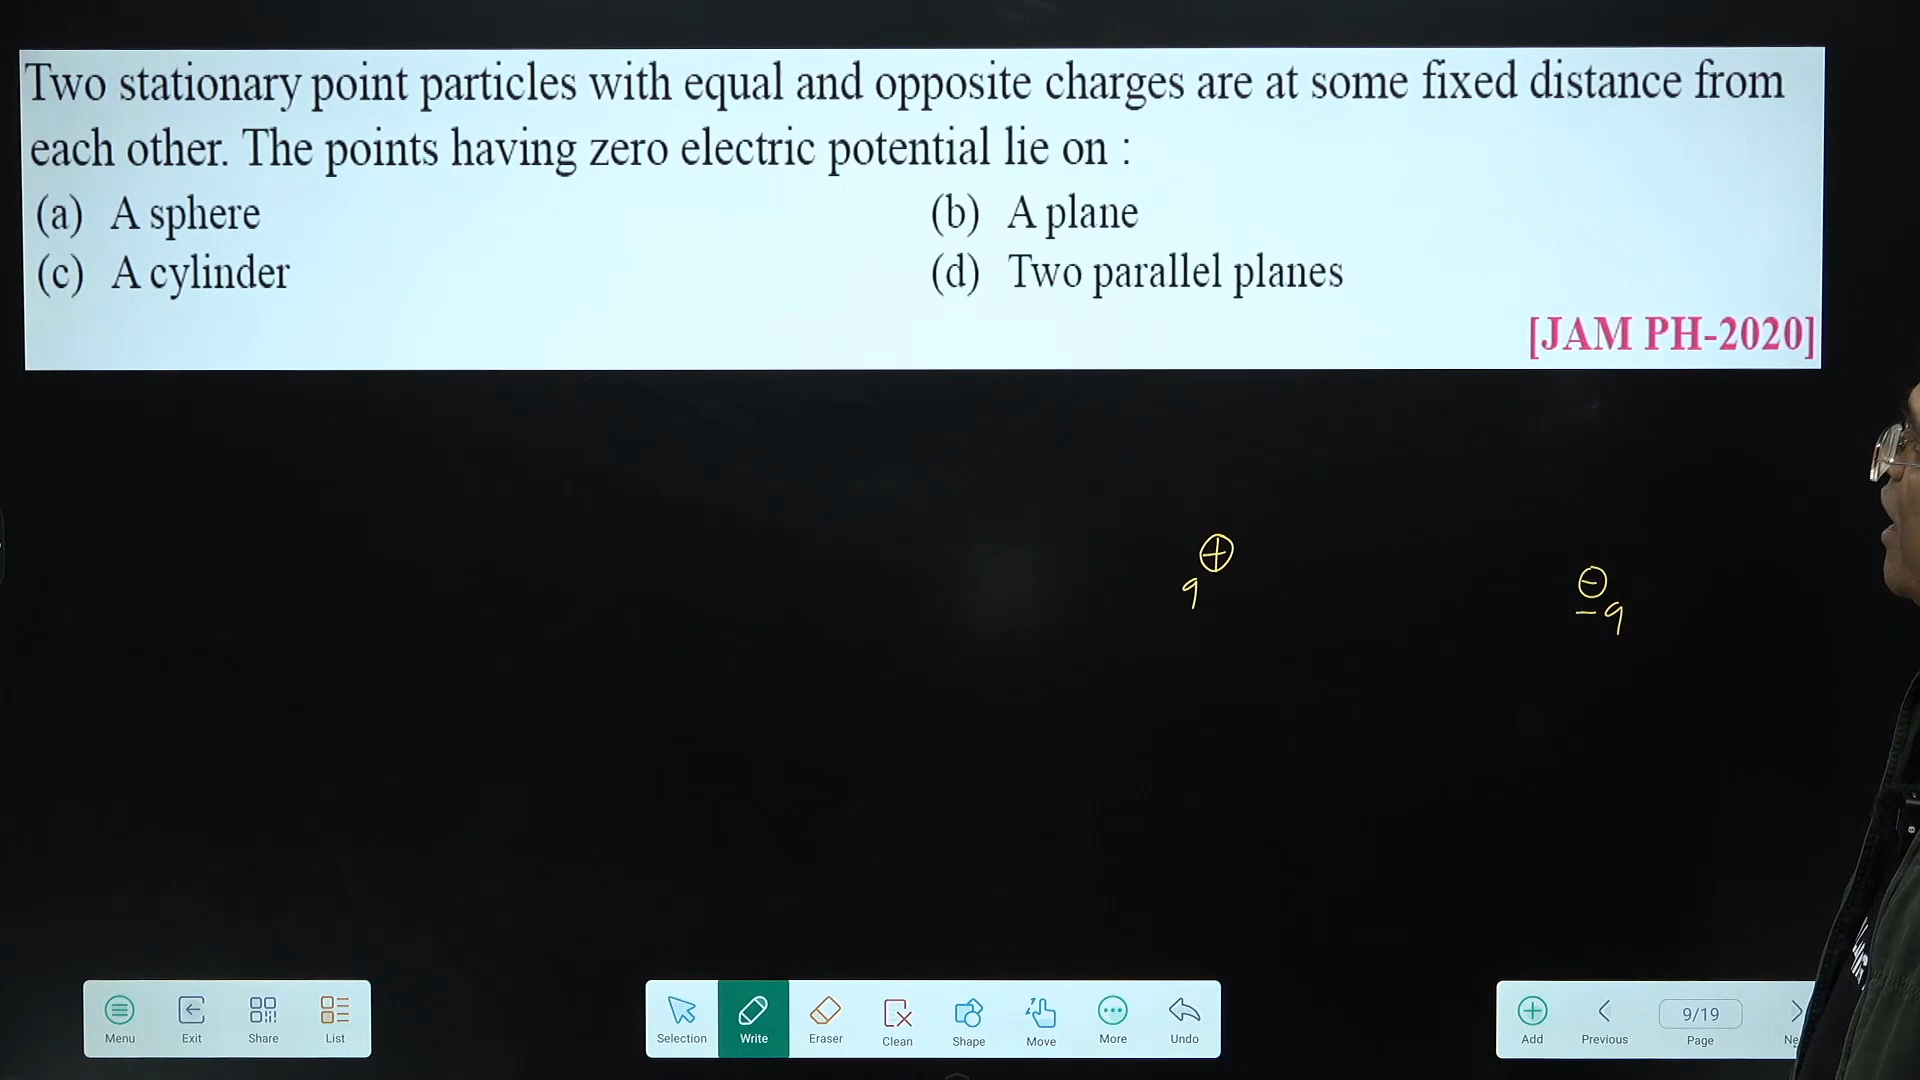 Two stationary point particles with equal and opposite charges are at some fixed distance from
each other. The points having zero electric potential lie on :
(a) A sphere
(b) A plane
(c) A cylinder
(d) Two parallel planes
[JAM PH-2020]
+
q
−
−q
Menu
Exit
Share
List
Selection
Write
Eraser
Clean
Shape
Move
More
Undo
Add
Previous
9/19
Page